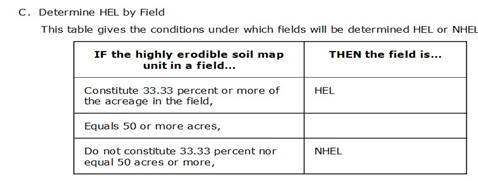 C. Determine HEL by Field
This table gives the conditions under which fields will be determined HEL or NHEL
IF the highly erodible soil map unit in a field...
THEN the field is...
Constitute 33.33 percent or more of
the acreage in the field,
HEL
Equals 50 or more acres,
Do not constitute 33.33 percent nor
equal 50 acres or more,
NHEL